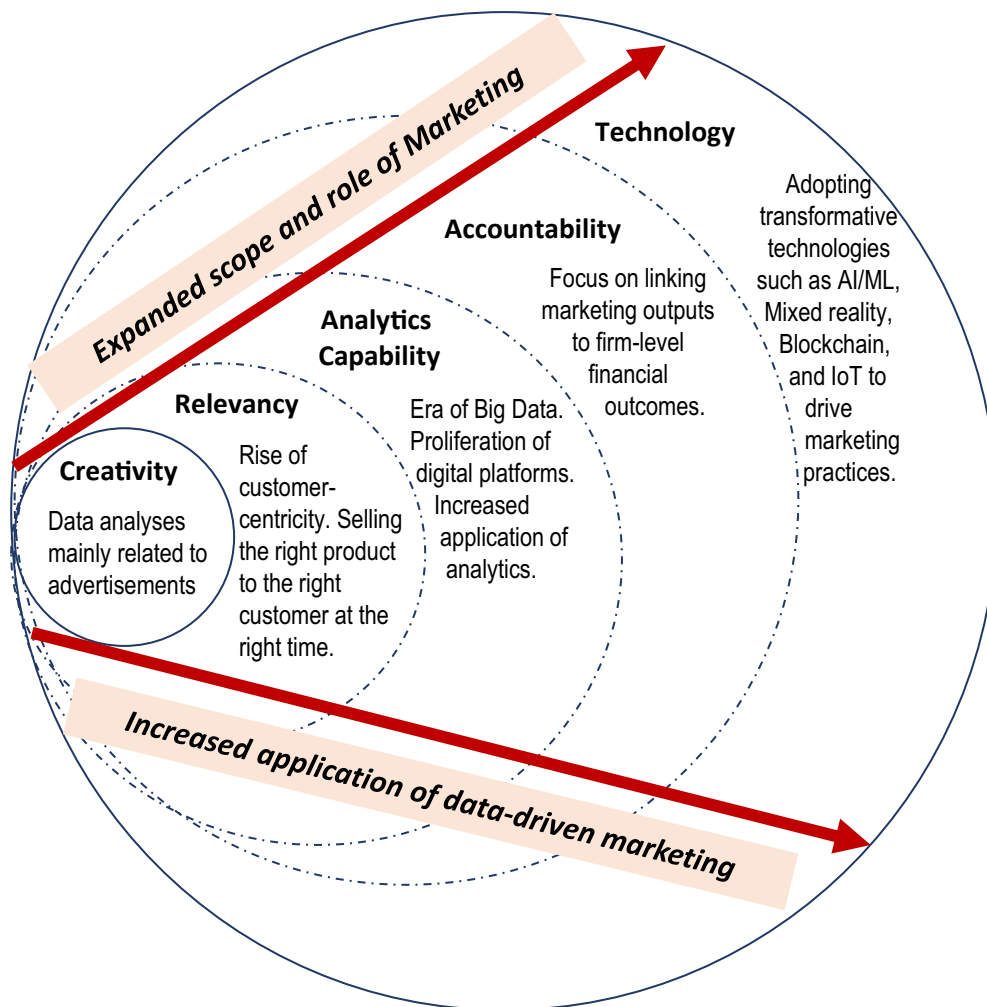 Expanded scope and role of Marketing
Technology
Adopting
transformative
technologies
such as AI/ML,
Mixed reality,
Blockchain,
and IoT to
drive
marketing
practices.
Accountability
Focus on linking
marketing outputs
to firm-level
financial
outcomes.
Analytics
Capability
Era of Big Data.
Proliferation of
digital platforms.
Increased
application of
analytics.
Relevancy
Rise of
customer-
centricity. Selling
the right product
to the right
customer at the
right time.
Creativity
Data analyses
mainly related to
advertisements
Increased application of data-driven marketing